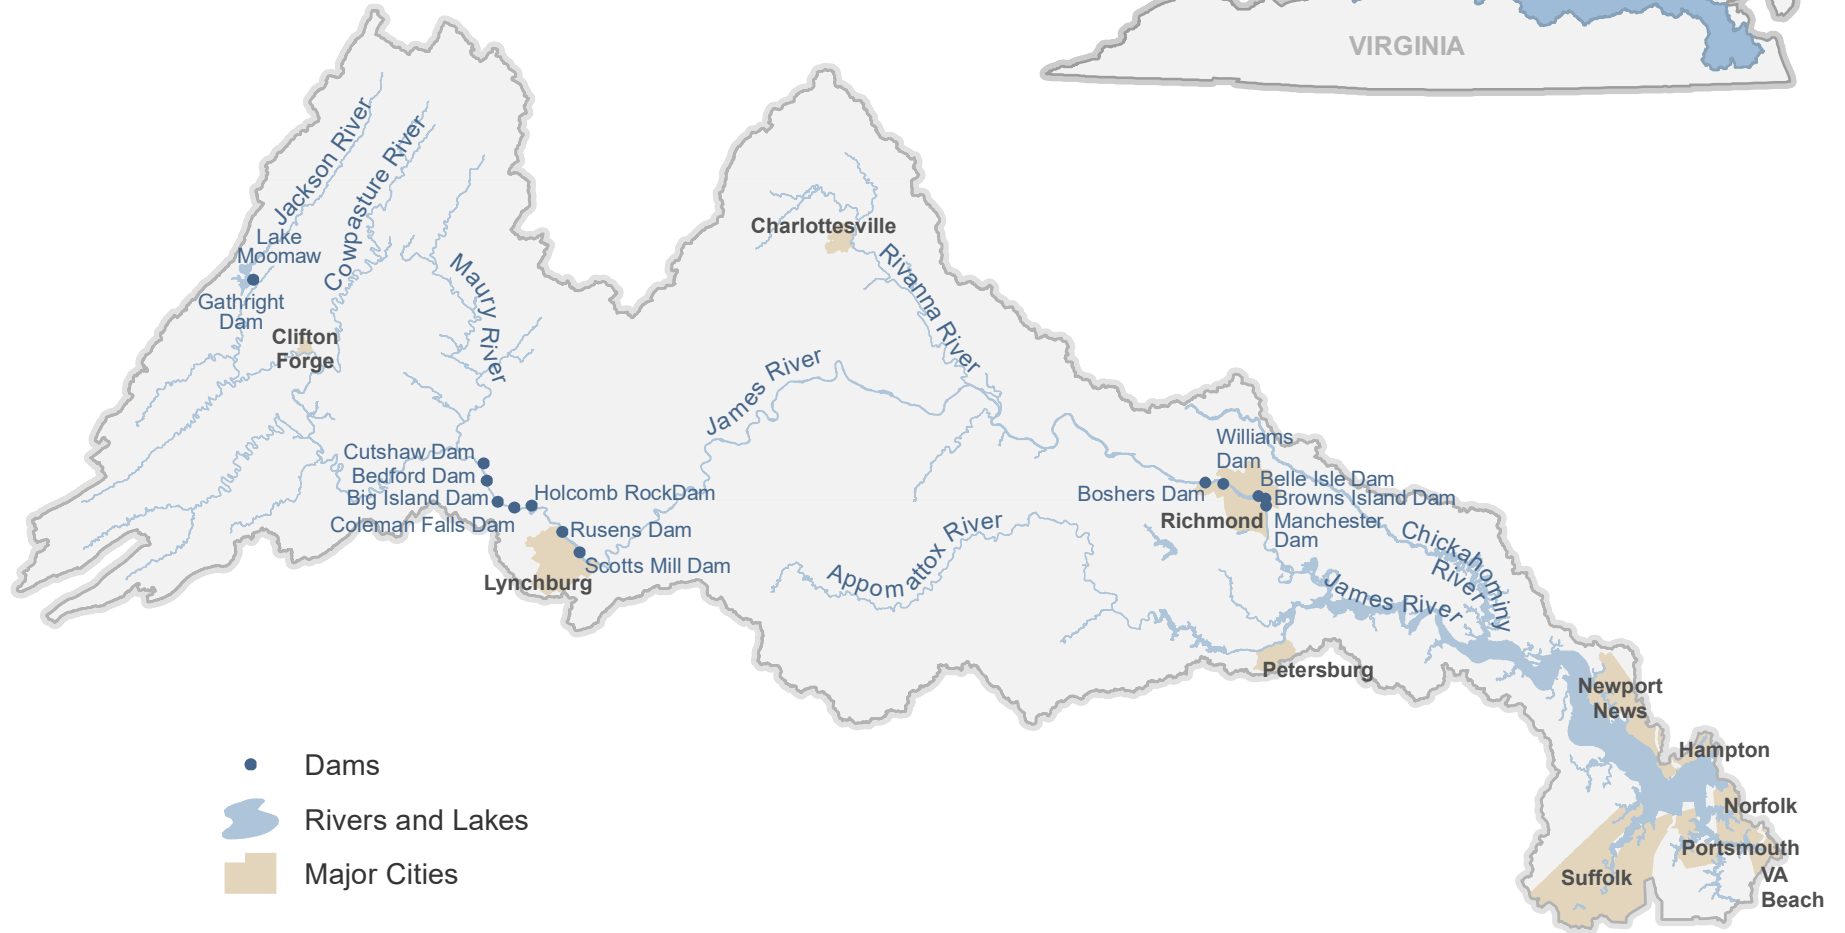 VIRGINIA
Jackson River
Cowpasture River
Lake
Moomaw
Gathright
Dam
Clifton
Forge
Maury River
Charlottesville
Rivanna River
James River
Cutshaw Dam
Bedford Dam
Big Island Dam
Coleman Falls Dam
Holcomb RockDam
Rusens Dam
Scotts Mill Dam
Lynchburg
Appomattox River
Williams
Dam
Boshers Dam
Belle Isle Dam
Browns Island Dam
Richmond
Manchester
Dam
Chickahominy
River
James River
Petersburg
Newport
News
Hampton
Norfolk
Portsmouth
VA
Beach
Suffolk
Dams
Rivers and Lakes
Major Cities